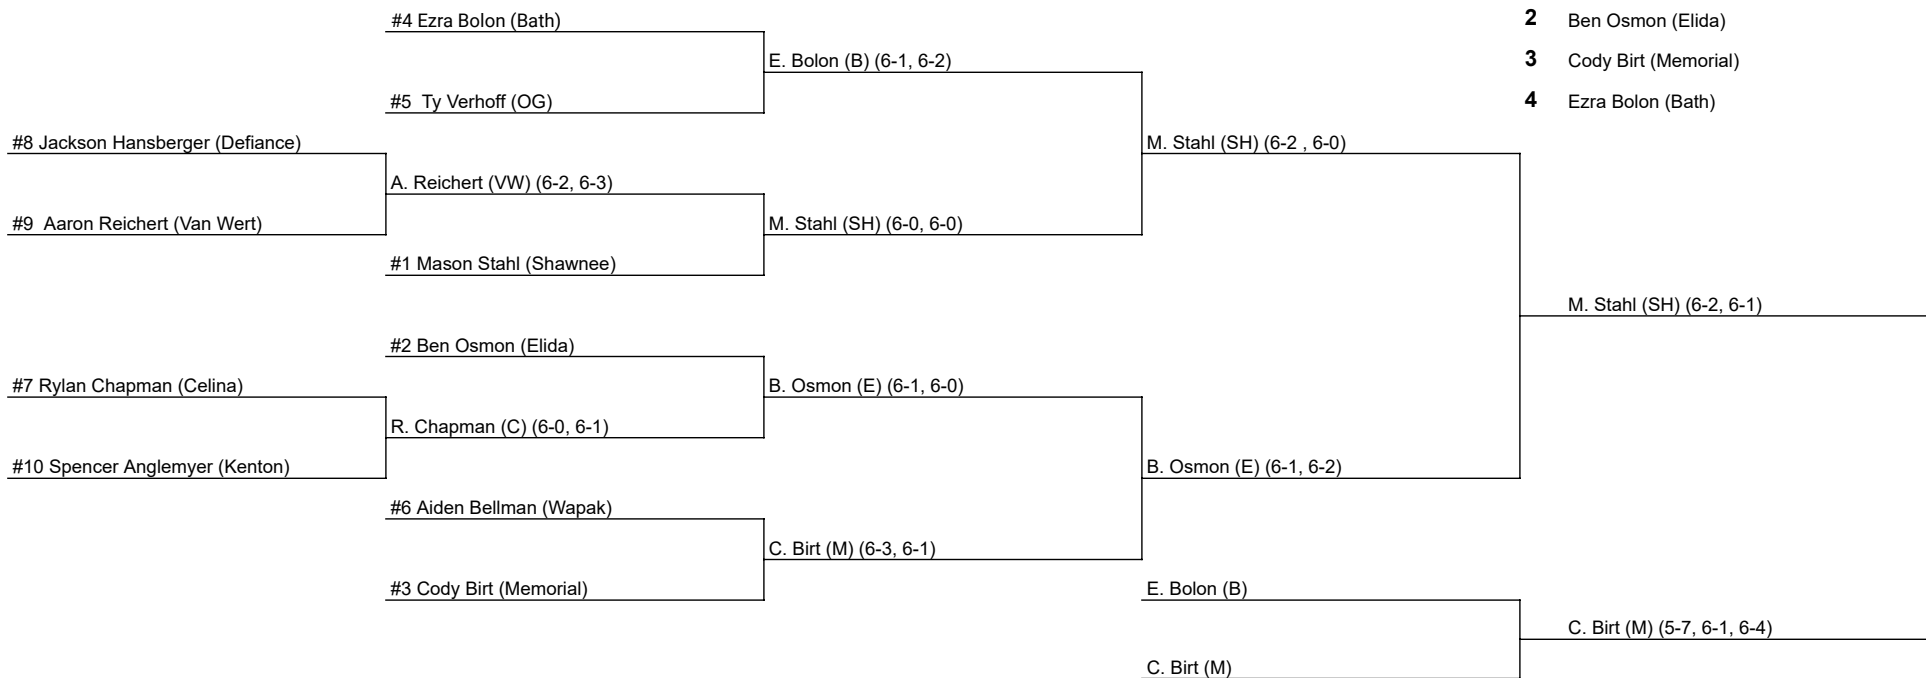 #4 Ezra Bolon (Bath)
2 Ben Osmon (Elida)
E. Bolon (B) (6-1, 6-2)
3 Cody Birt (Memorial)
#5  Ty Verhoff (OG)
4 Ezra Bolon (Bath)
#8 Jackson Hansberger (Defiance)
M. Stahl (SH) (6-2 , 6-0)
A. Reichert (VW) (6-2, 6-3)
#9  Aaron Reichert (Van Wert)
M. Stahl (SH) (6-0, 6-0)
#1 Mason Stahl (Shawnee)
M. Stahl (SH) (6-2, 6-1)
#2 Ben Osmon (Elida)
#7 Rylan Chapman (Celina)
B. Osmon (E) (6-1, 6-0)
R. Chapman (C) (6-0, 6-1)
#10 Spencer Anglemyer (Kenton)
B. Osmon (E) (6-1, 6-2)
#6 Aiden Bellman (Wapak)
C. Birt (M) (6-3, 6-1)
#3 Cody Birt (Memorial)
E. Bolon (B)
C. Birt (M) (5-7, 6-1, 6-4)
C. Birt (M)